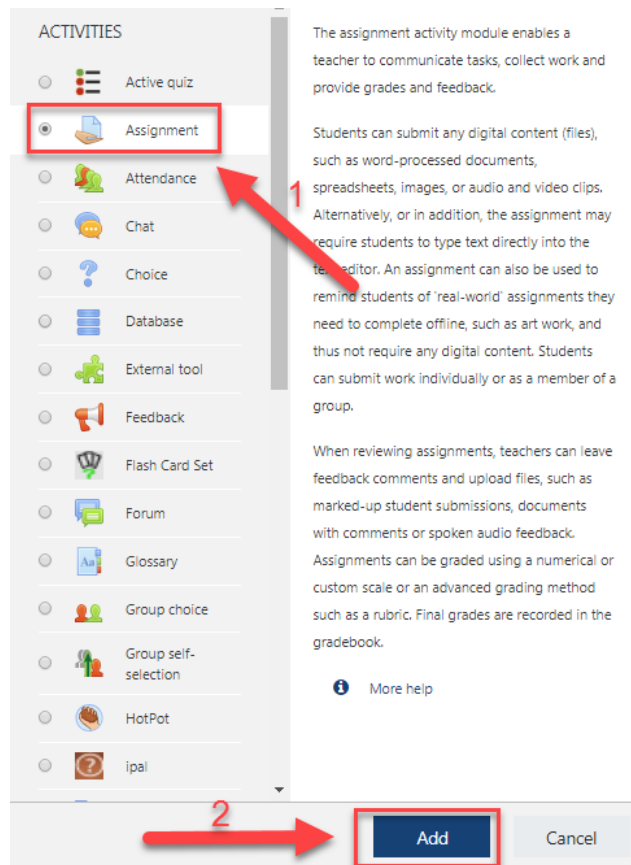 ACTIVITIES
Active quiz
Assignment
Attendance
Chat
Choice
Database
External tool
Feedback
Flash Card Set
Forum
Aa
Glossary
Group choice
Group self-
selection
HotPot
ipal
The assignment activity module enables a
teacher to communicate tasks, collect work and
provide grades and feedback.
Students can submit any digital content (files),
such as word-processed documents,
spreadsheets, images, or audio and video clips.
Alternatively, or in addition, the assignment may
require students to type text directly into the
editor. An assignment can also be used to
remind students of 'real-world' assignments they
need to complete offline, such as art work, and
thus not require any digital content. Students
can submit work individually or as a member of a
group.
When reviewing assignments, teachers can leave
feedback comments and upload files, such as
marked-up student submissions, documents
with comments or spoken audio feedback.
Assignments can be graded using a numerical or
custom scale or an advanced grading method
such as a rubric. Final grades are recorded in the
gradebook.
More help
1
2
Add
Cancel